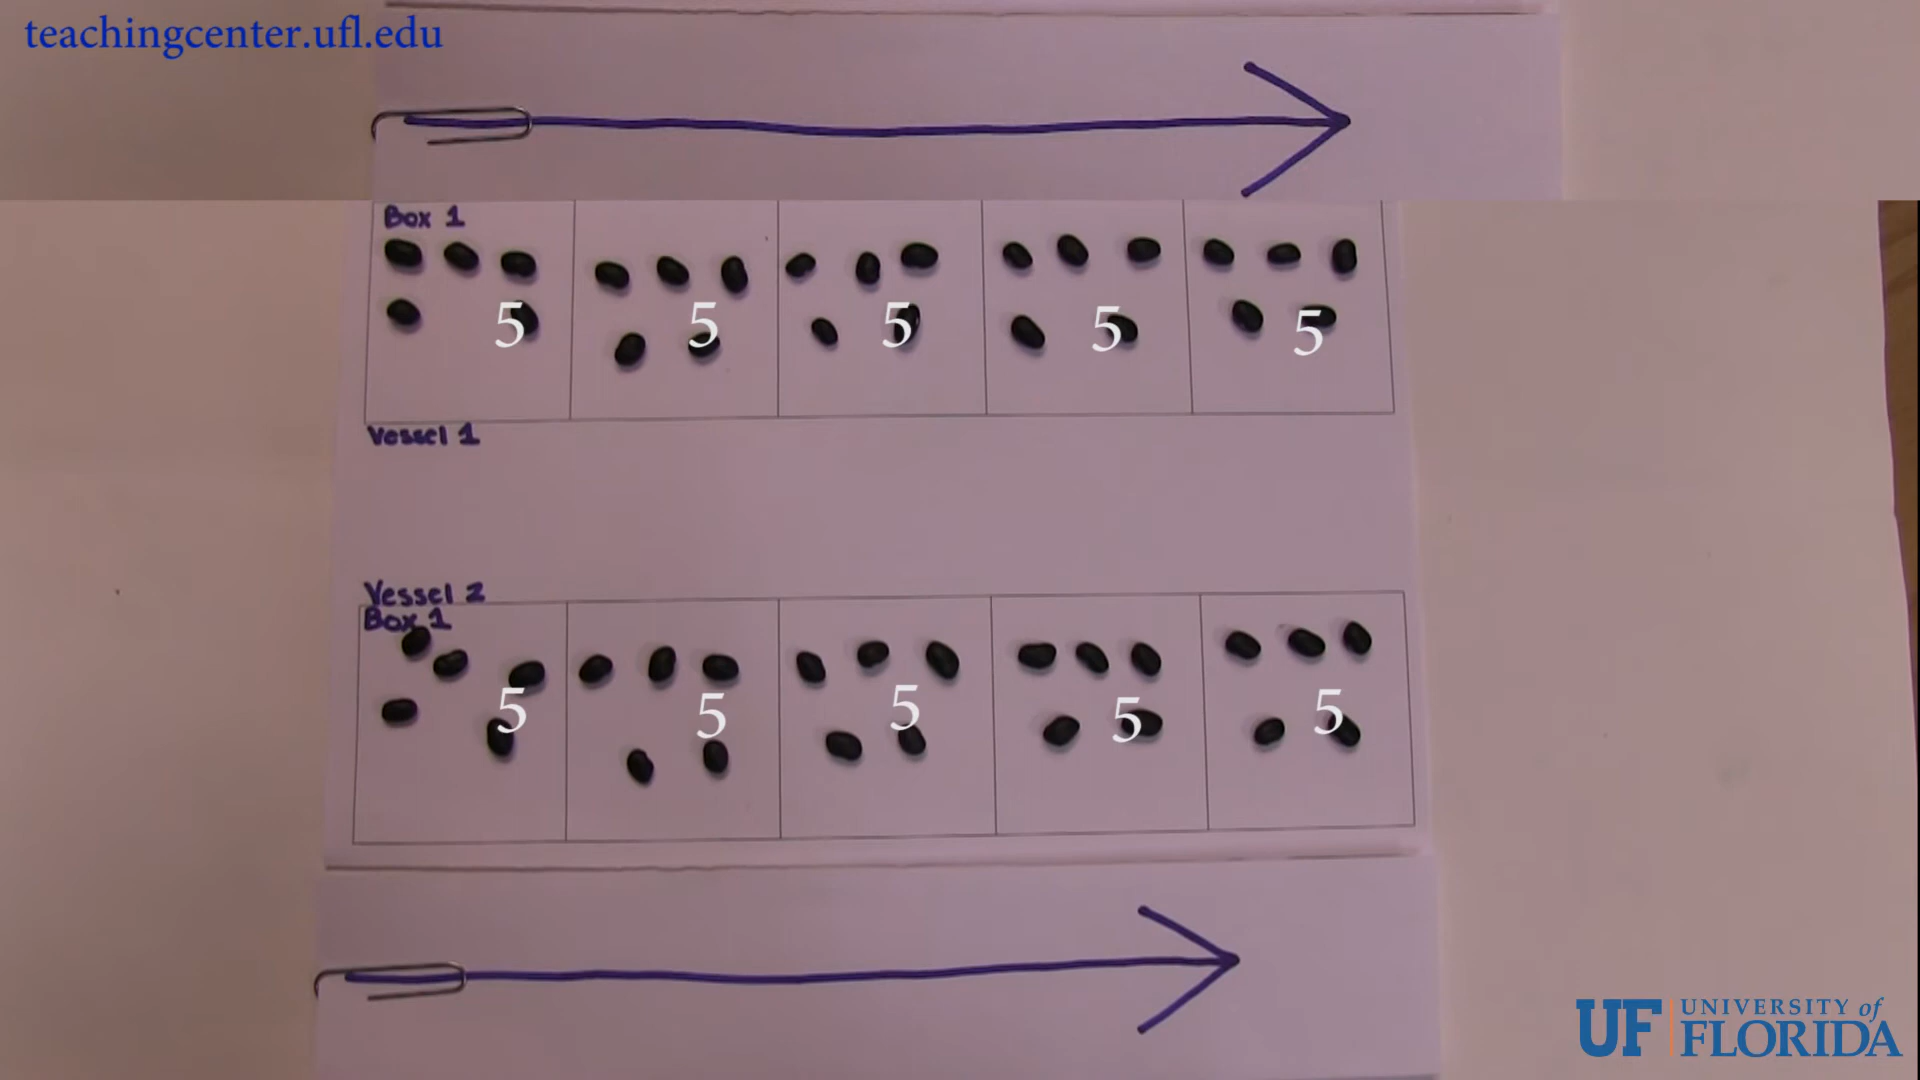 teachingcenter.ufl.edu
Box 1
5 5 5 5 5
Vessel 1
Vessel 2
Box 1
5 5 5 5 5
UF UNIVERSITY of
FLORIDA